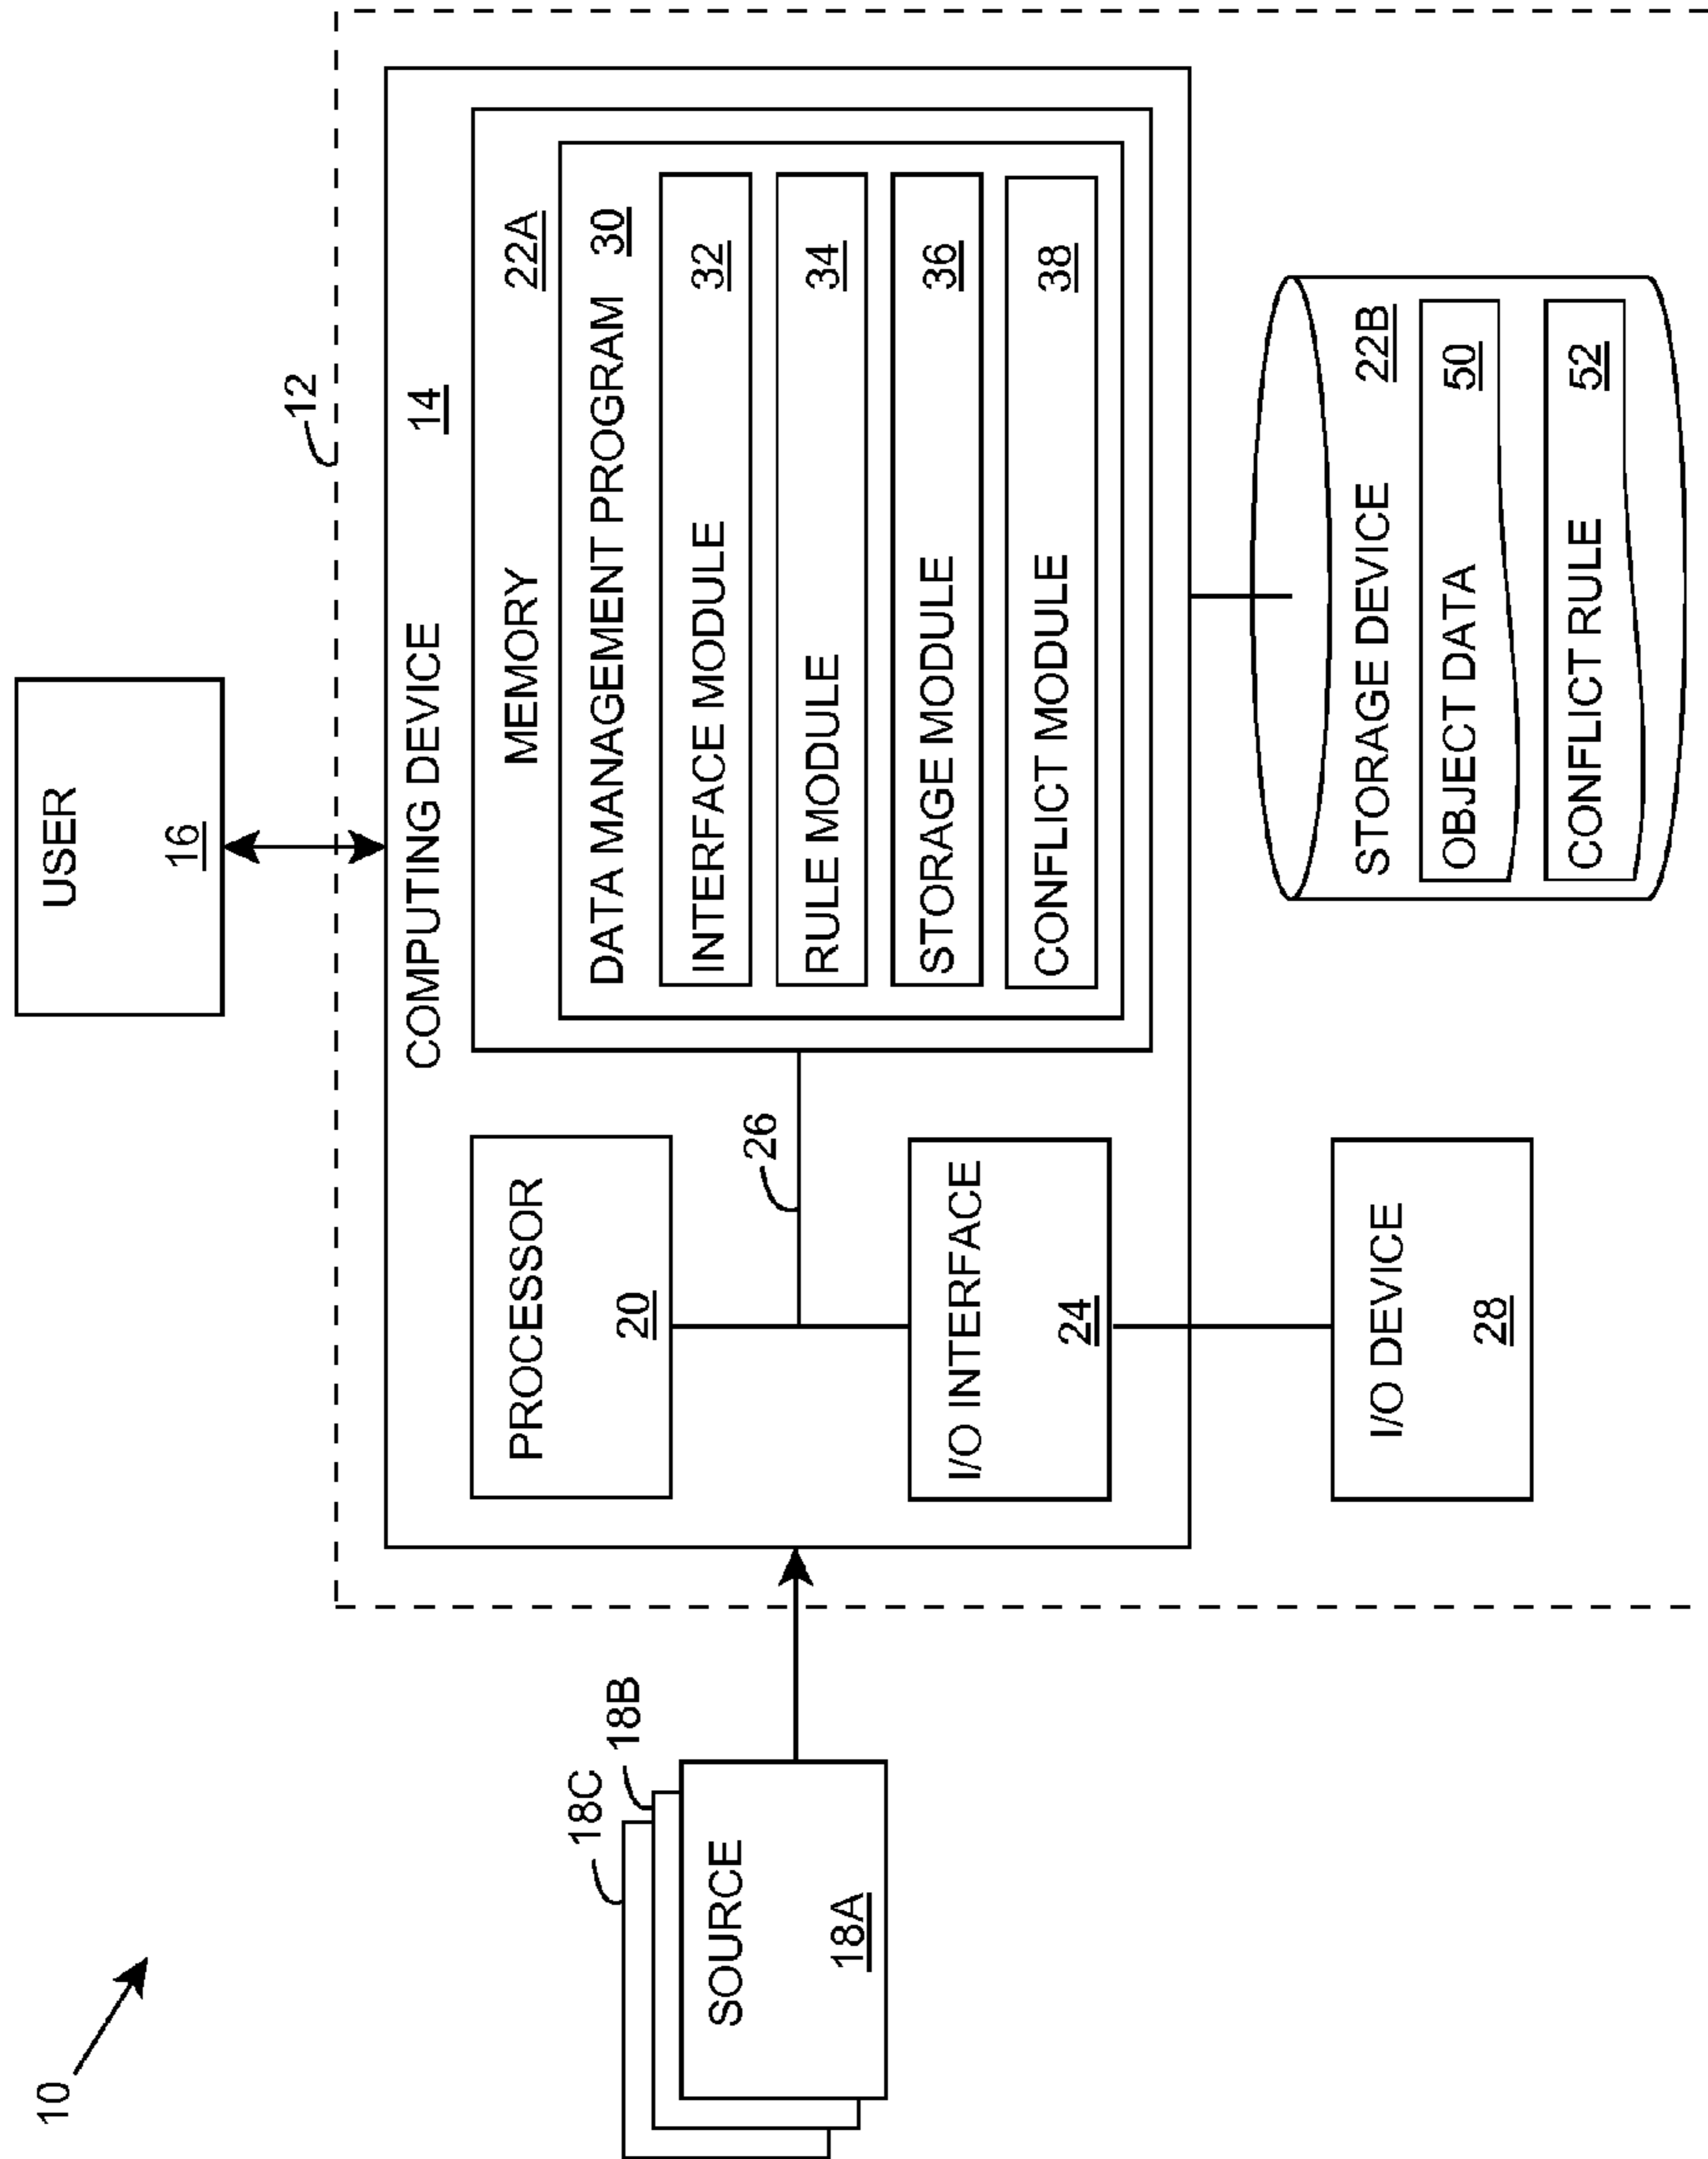 10
USER
16
12
COMPUTING DEVICE 14
PROCESSOR
20
MEMORY 22A
DATA MANAGEMENT PROGRAM 30
INTERFACE MODULE 32
RULE MODULE 34
STORAGE MODULE 36
CONFLICT MODULE 38
26
I/O INTERFACE
24
18C
18B
SOURCE
18A
I/O DEVICE
28
STORAGE DEVICE 22B
OBJECT DATA 50
CONFLICT RULE 52